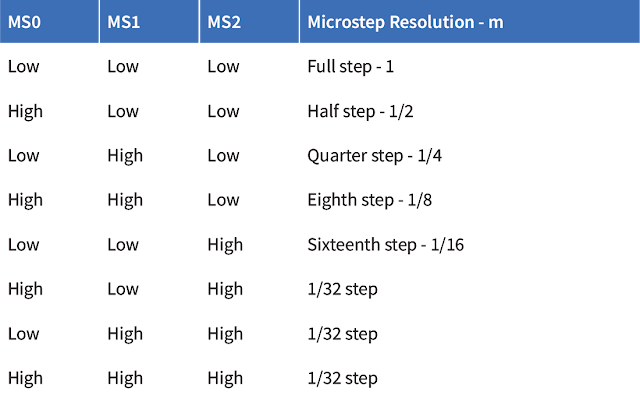 MS0 MS1 MS2 Microstep Resolution - m
Low Low Low Full step - 1
High Low Low Half step - 1/2
Low High Low Quarter step - 1/4
High High Low Eighth step - 1/8
Low Low High Sixteenth step - 1/16
High Low High 1/32 step
Low High High 1/32 step
High High High 1/32 step